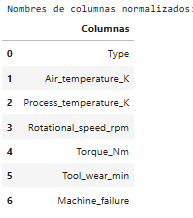 Nombres de columnas normalizados:
Columnas
0 Type
1 Air_temperature_K
2 Process_temperature_K
3 Rotational_speed_rpm
4 Torque_Nm
5 Tool_wear_min
6 Machine_failure